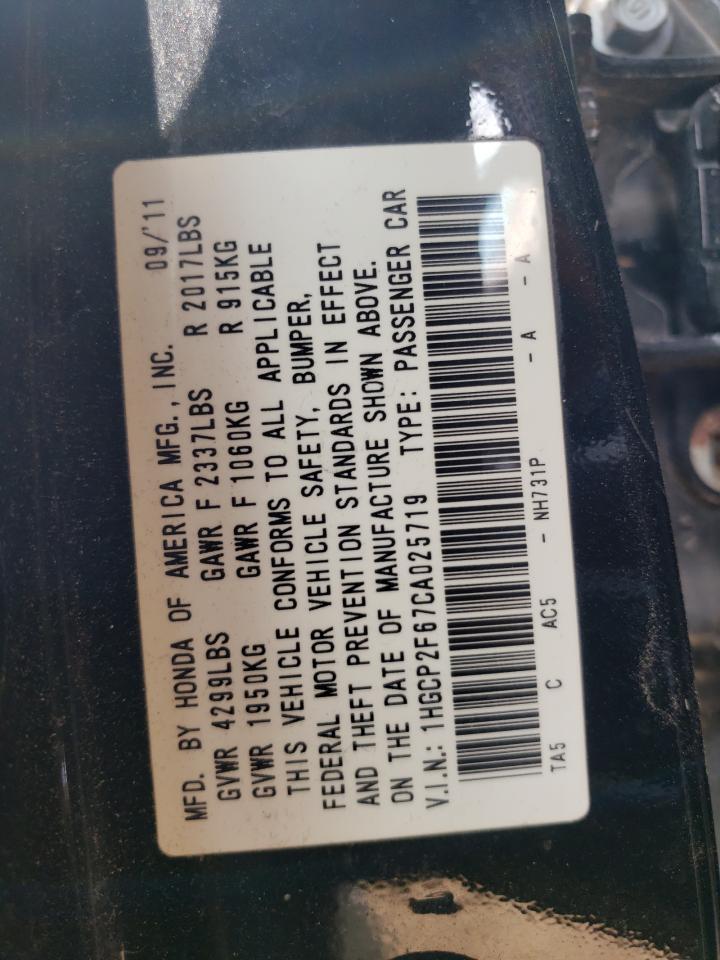 MFD. BY HONDA OF AMERICA MFG., INC. 09/'11
GVWR 4299LBS GAWR F 2337LBS R 2017LBS
GVWR 1950KG GAWR F 1060KG R 915KG
THIS VEHICLE CONFORMS TO ALL APPLICABLE
FEDERAL MOTOR VEHICLE SAFETY, BUMPER,
AND THEFT PREVENTION STANDARDS IN EFFECT
ON THE DATE OF MANUFACTURE SHOWN ABOVE.
V.I.N.: 1HGCP2F67CA025719 TYPE: PASSENGER CAR
TA5 C AC5 - NH731P - A - A